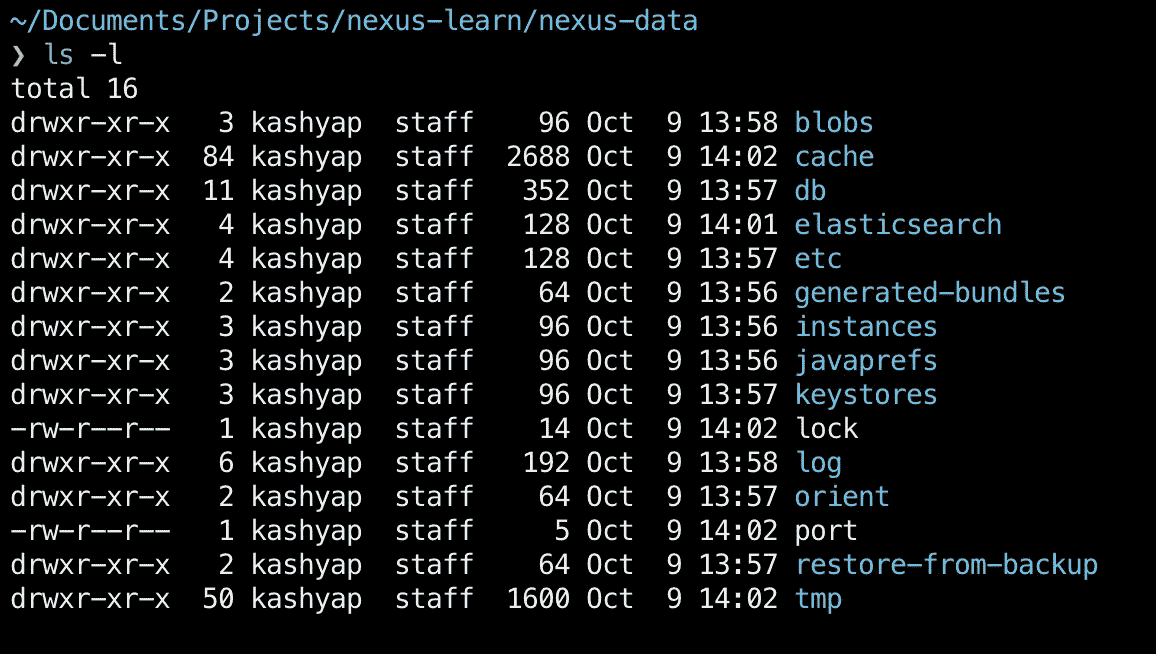 ~/Documents/Projects/nexus-learn/nexus-data
❯ ls -l
total 16
drwxr-xr-x   3 kashyap  staff    96 Oct  9 13:58 blobs
drwxr-xr-x  84 kashyap  staff  2688 Oct  9 14:02 cache
drwxr-xr-x  11 kashyap  staff   352 Oct  9 13:57 db
drwxr-xr-x   4 kashyap  staff   128 Oct  9 14:01 elasticsearch
drwxr-xr-x   4 kashyap  staff   128 Oct  9 13:57 etc
drwxr-xr-x   2 kashyap  staff    64 Oct  9 13:56 generated-bundles
drwxr-xr-x   3 kashyap  staff    96 Oct  9 13:56 instances
drwxr-xr-x   3 kashyap  staff    96 Oct  9 13:56 javaprefs
drwxr-xr-x   3 kashyap  staff    96 Oct  9 13:57 keystores
-rw-r--r--   1 kashyap  staff    14 Oct  9 14:02 lock
drwxr-xr-x   6 kashyap  staff   192 Oct  9 13:58 log
drwxr-xr-x   2 kashyap  staff    64 Oct  9 13:57 orient
-rw-r--r--   1 kashyap  staff     5 Oct  9 14:02 port
drwxr-xr-x   2 kashyap  staff    64 Oct  9 13:57 restore-from-backup
drwxr-xr-x  50 kashyap  staff  1600 Oct  9 14:02 tmp